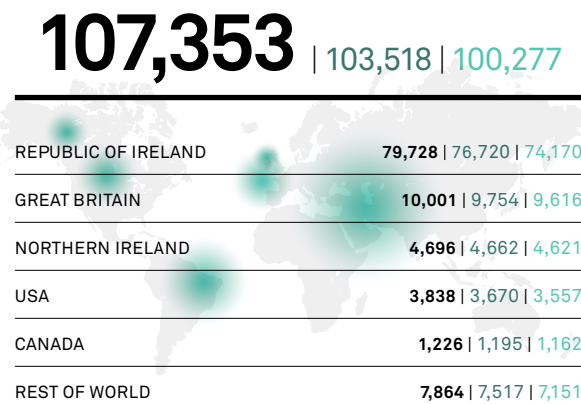 107,353 | 103,518 | 100,277
REPUBLIC OF IRELAND 79,728 | 76,720 | 74,170
GREAT BRITAIN 10,001 | 9,754 | 9,616
NORTHERN IRELAND 4,696 | 4,662 | 4,621
USA 3,838 | 3,670 | 3,557
CANADA 1,226 | 1,195 | 1,162
REST OF WORLD 7,864 | 7,517 | 7,151